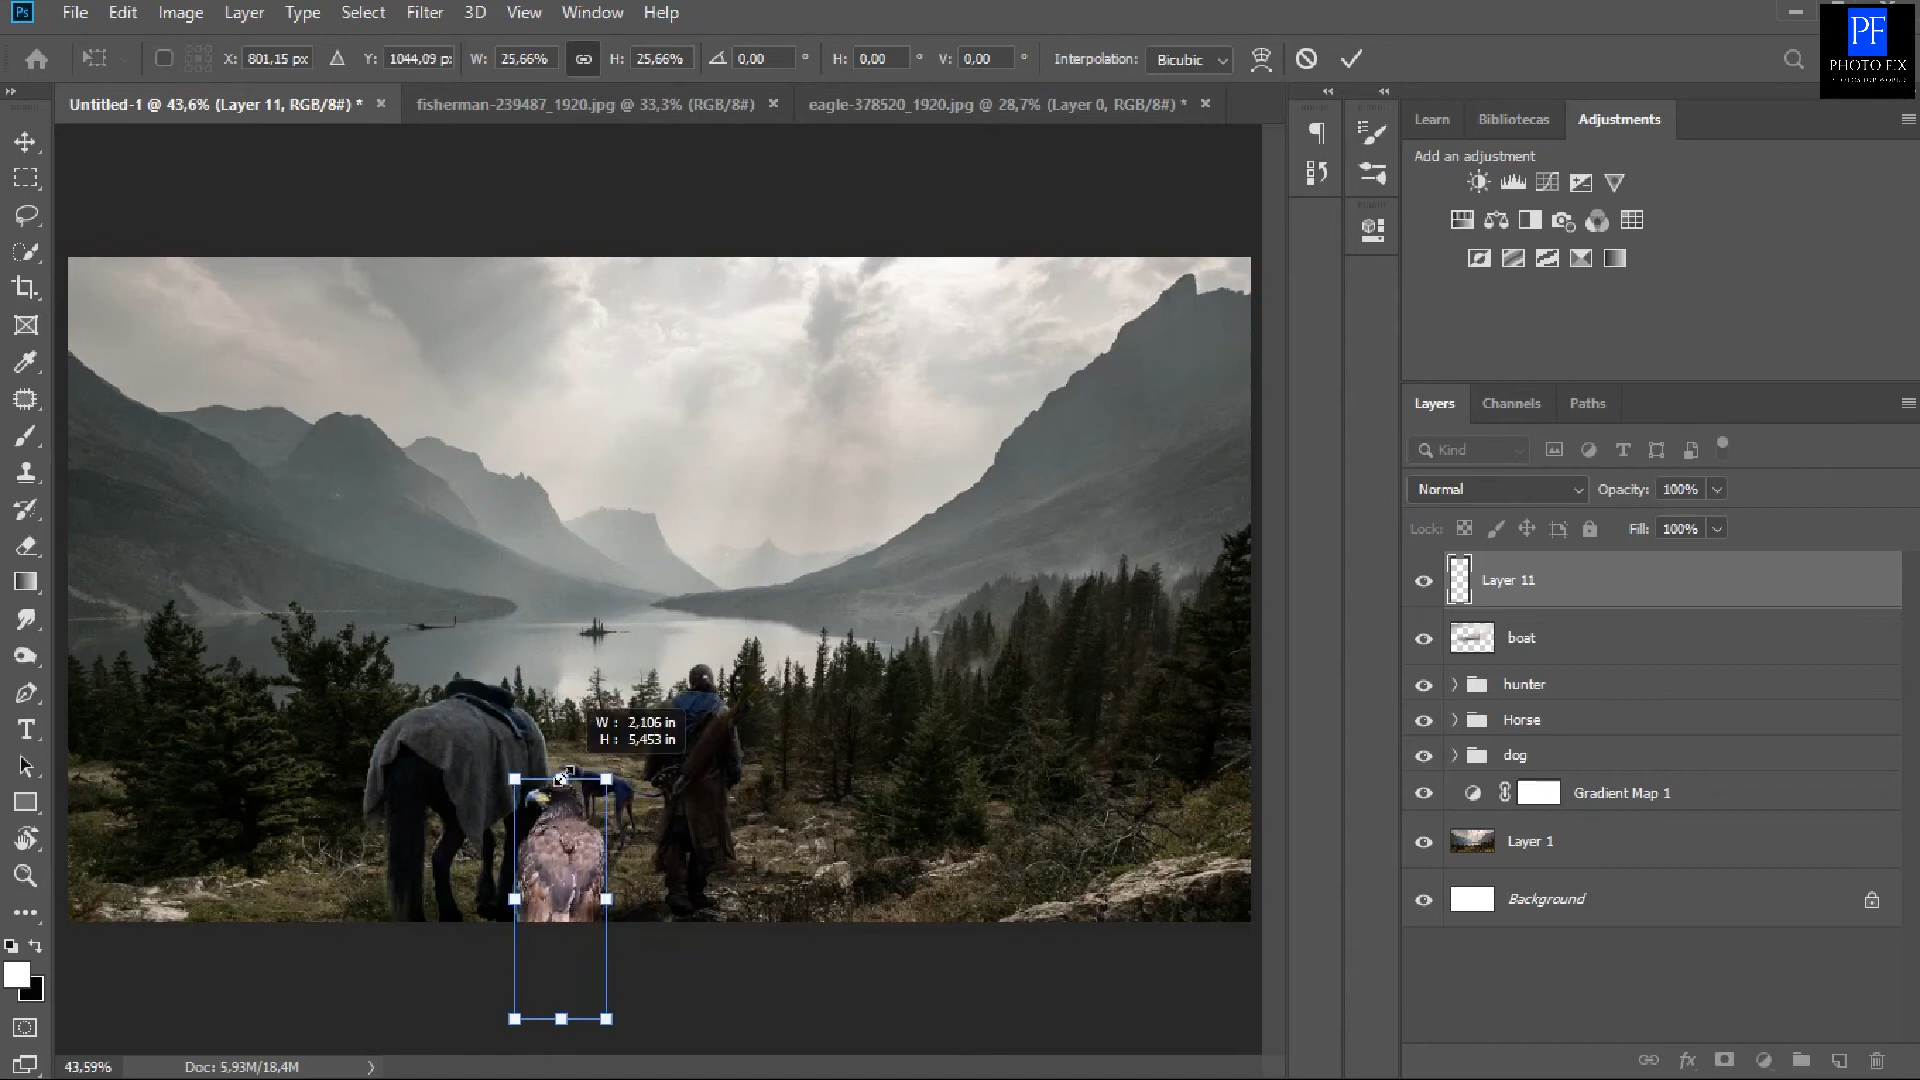 Ps File Edit Image Layer Type Select Filter 3D View Window Help
PF
PHOTO FIX
X: 801,15 px Y: 1044,09 p: W: 25,66% H: 25,66% 0,00 ° H: 0,00 ° V: 0,00 ° Interpolation: Bicubic
Untitled-1 @ 43,6% (Layer 11, RGB/8#) * × fisherman-239487_1920.jpg @ 33,3% (RGB/8#) × eagle-378520_1920.jpg @ 28,7% (Layer 0, RGB/8#) * ×
Learn Bibliotecas Adjustments
Add an adjustment
Layers Channels Paths
Kind
Normal Opacity: 100%
Lock: Fill: 100%
Layer 11
boat
hunter
Horse
dog
Gradient Map 1
Layer 1
Background
W : 2,106 in
H : 5,453 in
43,59% Doc: 5,93M/18,4M